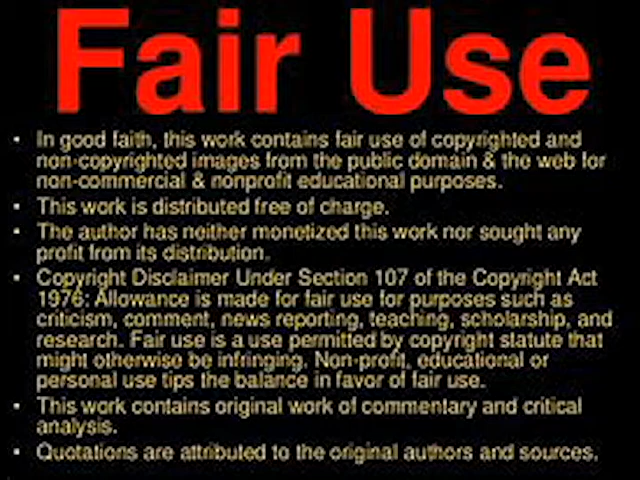 Fair Use
• In good faith, this work contains fair use of copyrighted and
non-copyrighted images from the public domain & the web for
non-commercial & nonprofit educational purposes.
• This work is distributed free of charge.
• The author has neither monetized this work nor sought any
profit from its distribution.
• Copyright Disclaimer Under Section 107 of the Copyright Act
1976: Allowance is made for fair use for purposes such as
criticism, comment, news reporting, teaching, scholarship, and
research. Fair use is a use permitted by copyright statute that
might otherwise be infringing. Non-profit, educational or
personal use tips the balance in favor of fair use.
• This work contains original work of commentary and critical
analysis.
• Quotations are attributed to the original authors and sources.